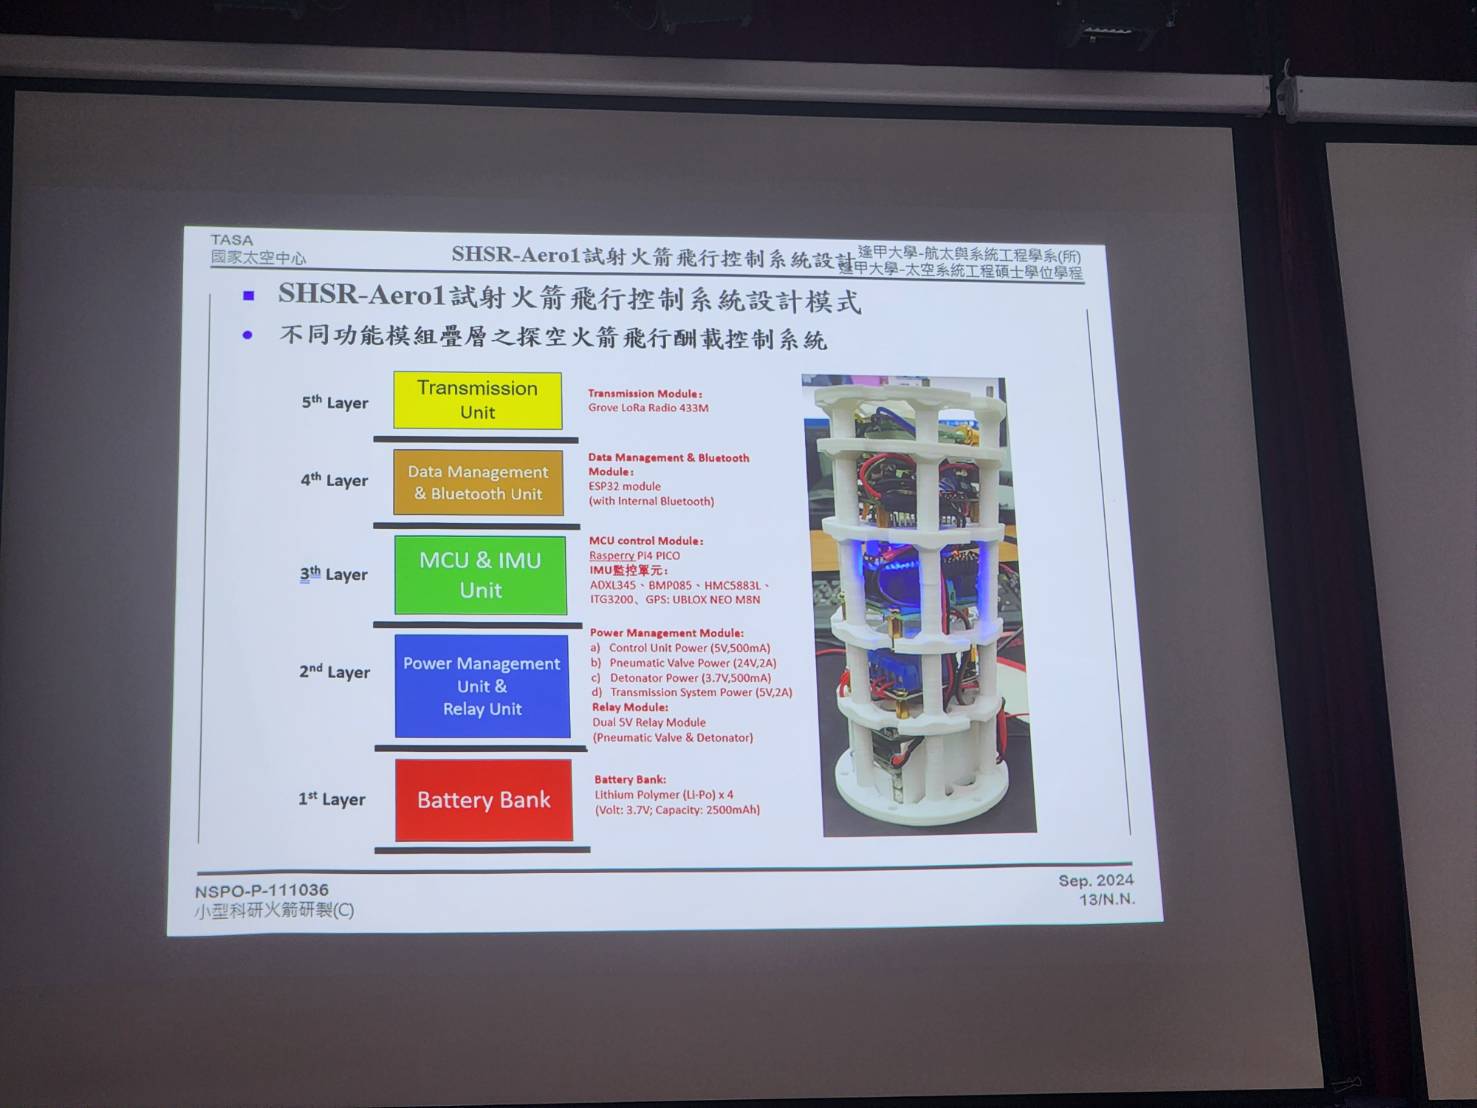 TASA
國家太空中心
SHSR-Aero1試射火箭飛行控制系統設計
逢甲大學-航太與系統工程學系(所)
逢甲大學-太空系統工程碩士學位學程
■ SHSR-Aero1試射火箭飛行控制系統設計模式
● 不同功能模組疊層之探空火箭飛行酬載控制系統
5th Layer
Transmission
Unit
Transmission Module:
Grove LoRa Radio 433M
4th Layer
Data Management
& Bluetooth Unit
Data Management & Bluetooth
Module:
ESP32 module
(with Internal Bluetooth)
3th Layer
MCU & IMU
Unit
MCU control Module:
Rasperry Pi4 PICO
IMU監控單元:
ADXL345、BMP085、HMC5883L、
ITG3200、GPS: UBLOX NEO M8N
2nd Layer
Power Management
Unit &
Relay Unit
Power Management Module:
a) Control Unit Power (5V,500mA)
b) Pneumatic Valve Power (24V,2A)
c) Detonator Power (3.7V,500mA)
d) Transmission System Power (5V,2A)
Relay Module:
Dual 5V Relay Module
(Pneumatic Valve & Detonator)
1st Layer
Battery Bank
Battery Bank:
Lithium Polymer (Li-Po) x 4
(Volt: 3.7V; Capacity: 2500mAh)
NSPO-P-111036
小型科研火箭研製(C)
Sep. 2024
13/N.N.